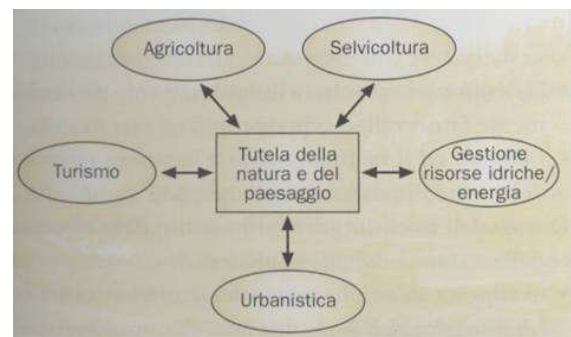 Agricoltura
Selvicoltura
Turismo
Tutela della
natura e del
paesaggio
Gestione
risorse idriche/
energia
Urbanistica